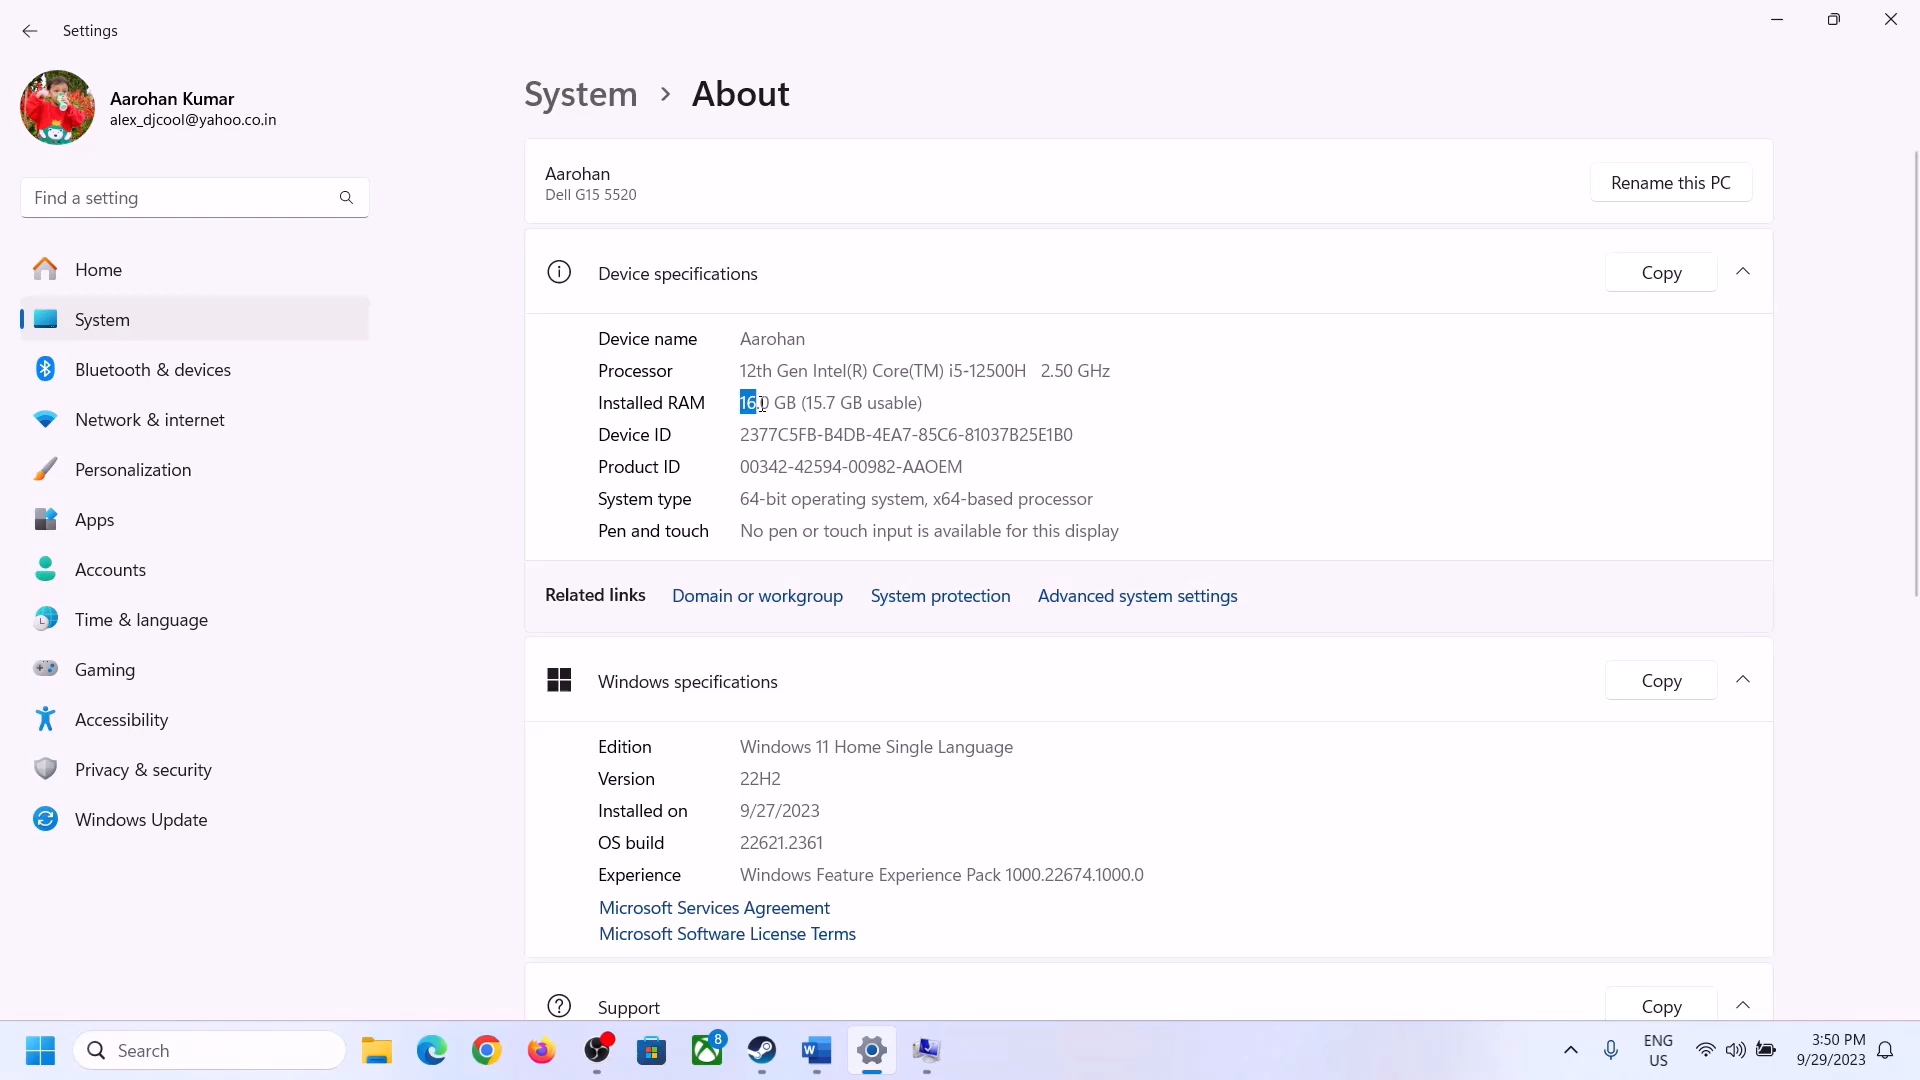 Settings
Aarohan Kumar
alex_djcool@yahoo.co.in
Find a setting
Home
System
Bluetooth & devices
Network & internet
Personalization
Apps
Accounts
Time & language
Gaming
Accessibility
Privacy & security
Windows Update
System > About
Aarohan
Dell G15 5520
Rename this PC
Device specifications Copy
Device name Aarohan
Processor 12th Gen Intel(R) Core(TM) i5-12500H 2.50 GHz
Installed RAM 16.0 GB (15.7 GB usable)
Device ID 2377C5FB-B4DB-4EA7-85C6-81037B25E1B0
Product ID 00342-42594-00982-AAOEM
System type 64-bit operating system, x64-based processor
Pen and touch No pen or touch input is available for this display
Related links Domain or workgroup System protection Advanced system settings
Windows specifications Copy
Edition Windows 11 Home Single Language
Version 22H2
Installed on 9/27/2023
OS build 22621.2361
Experience Windows Feature Experience Pack 1000.22674.1000.0
Microsoft Services Agreement
Microsoft Software License Terms
Support Copy
Search 8
ENG
US
3:50 PM
9/29/2023